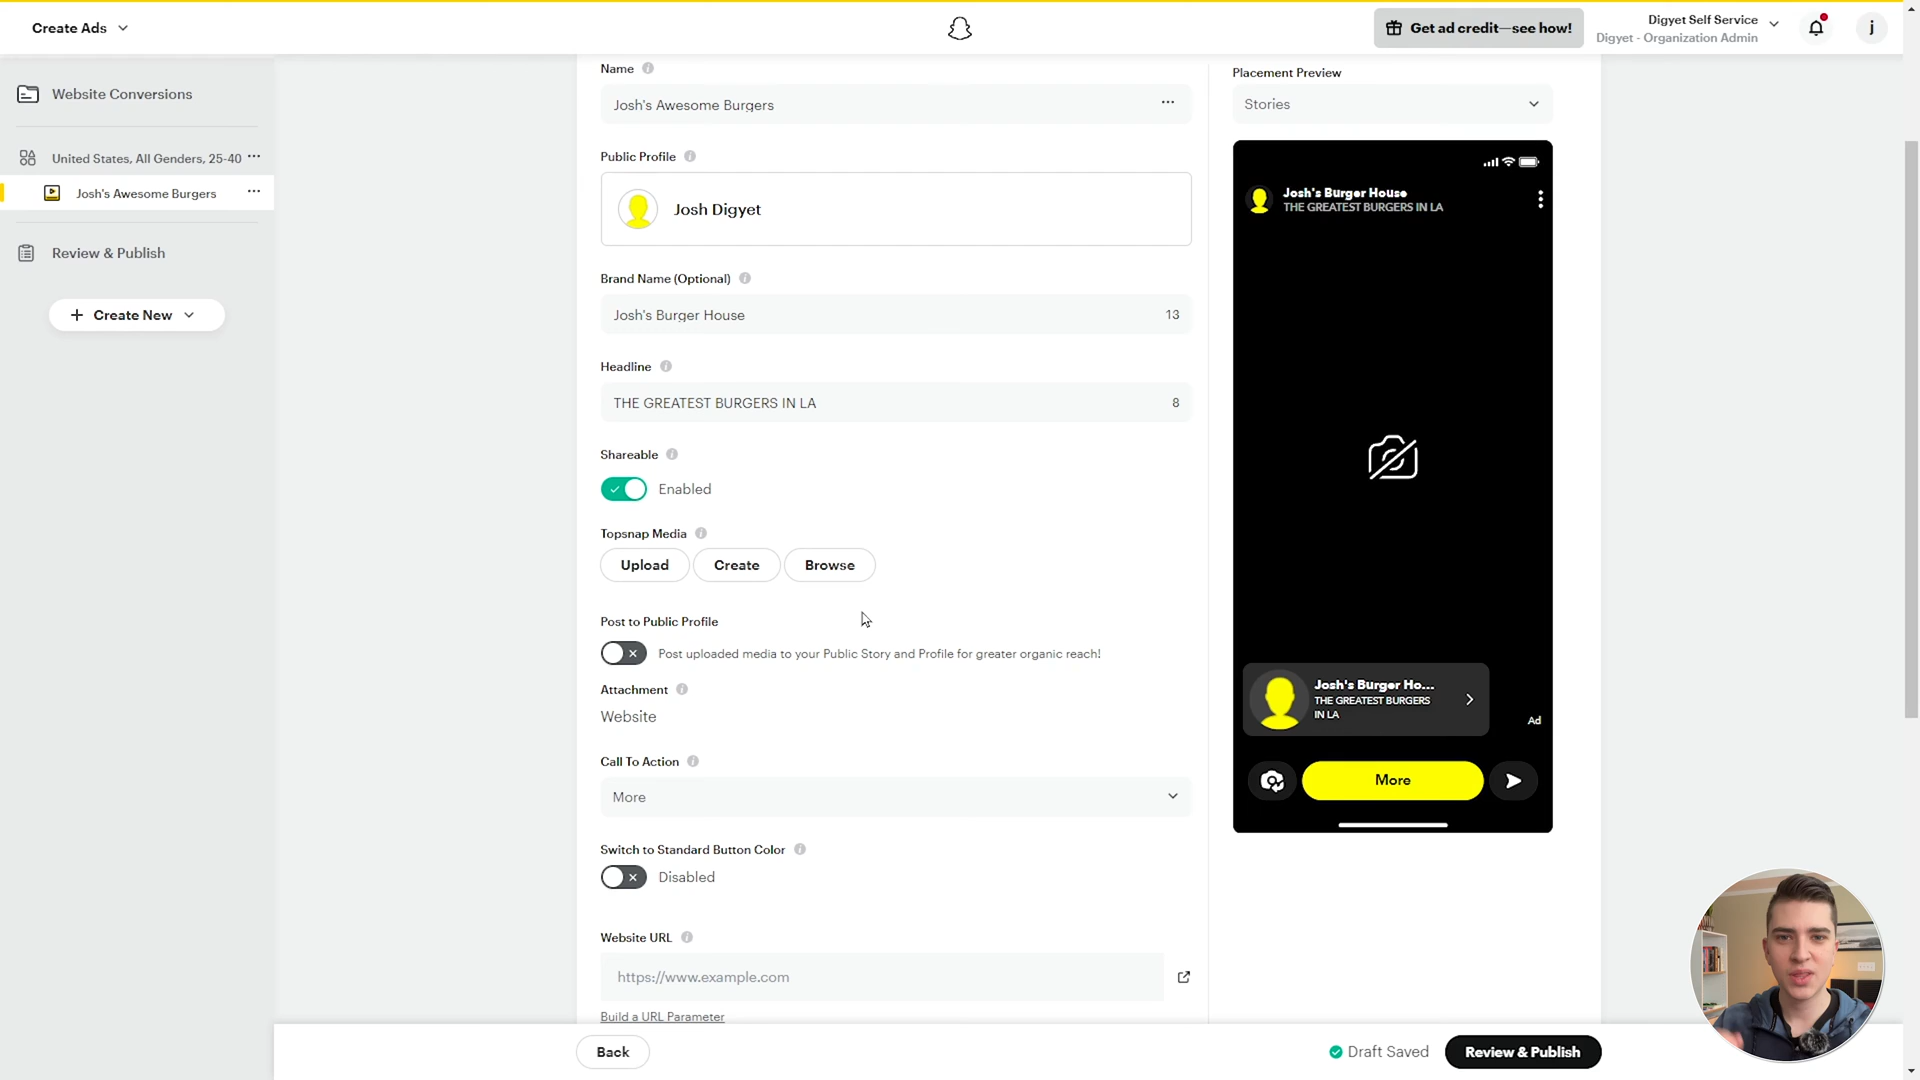 Create Ads
Get ad credit—see how!
Digyet Self Service
Digyet - Organization Admin
j
Website Conversions
United States, All Genders, 25-40
Josh's Awesome Burgers
Review & Publish
+ Create New
Name
Josh's Awesome Burgers
Public Profile
Josh Digyet
Brand Name (Optional)
Josh's Burger House
13
Headline
THE GREATEST BURGERS IN LA
8
Shareable
Enabled
Topsnap Media
Upload
Create
Browse
Post to Public Profile
Post uploaded media to your Public Story and Profile for greater organic reach!
Attachment
Website
Call To Action
More
Switch to Standard Button Color
Disabled
Website URL
https://www.example.com
Build a URL Parameter
Placement Preview
Stories
Josh's Burger House
THE GREATEST BURGERS IN LA
Josh's Burger Ho...
THE GREATEST BURGERS
IN LA
Ad
More
Back
Draft Saved
Review & Publish